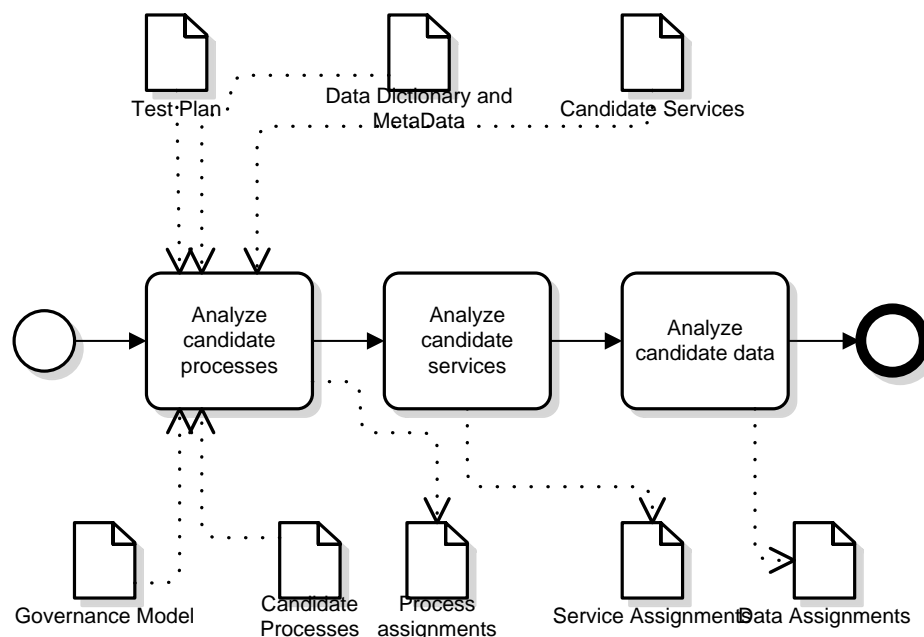 Test Plan
Data Dictionary and
MetaData
Candidate Services
Analyze
candidate
processes
Analyze
candidate
services
Analyze
candidate data
Governance Model
Candidate
Processes
Process
assignments
Service Assignments
Data Assignments